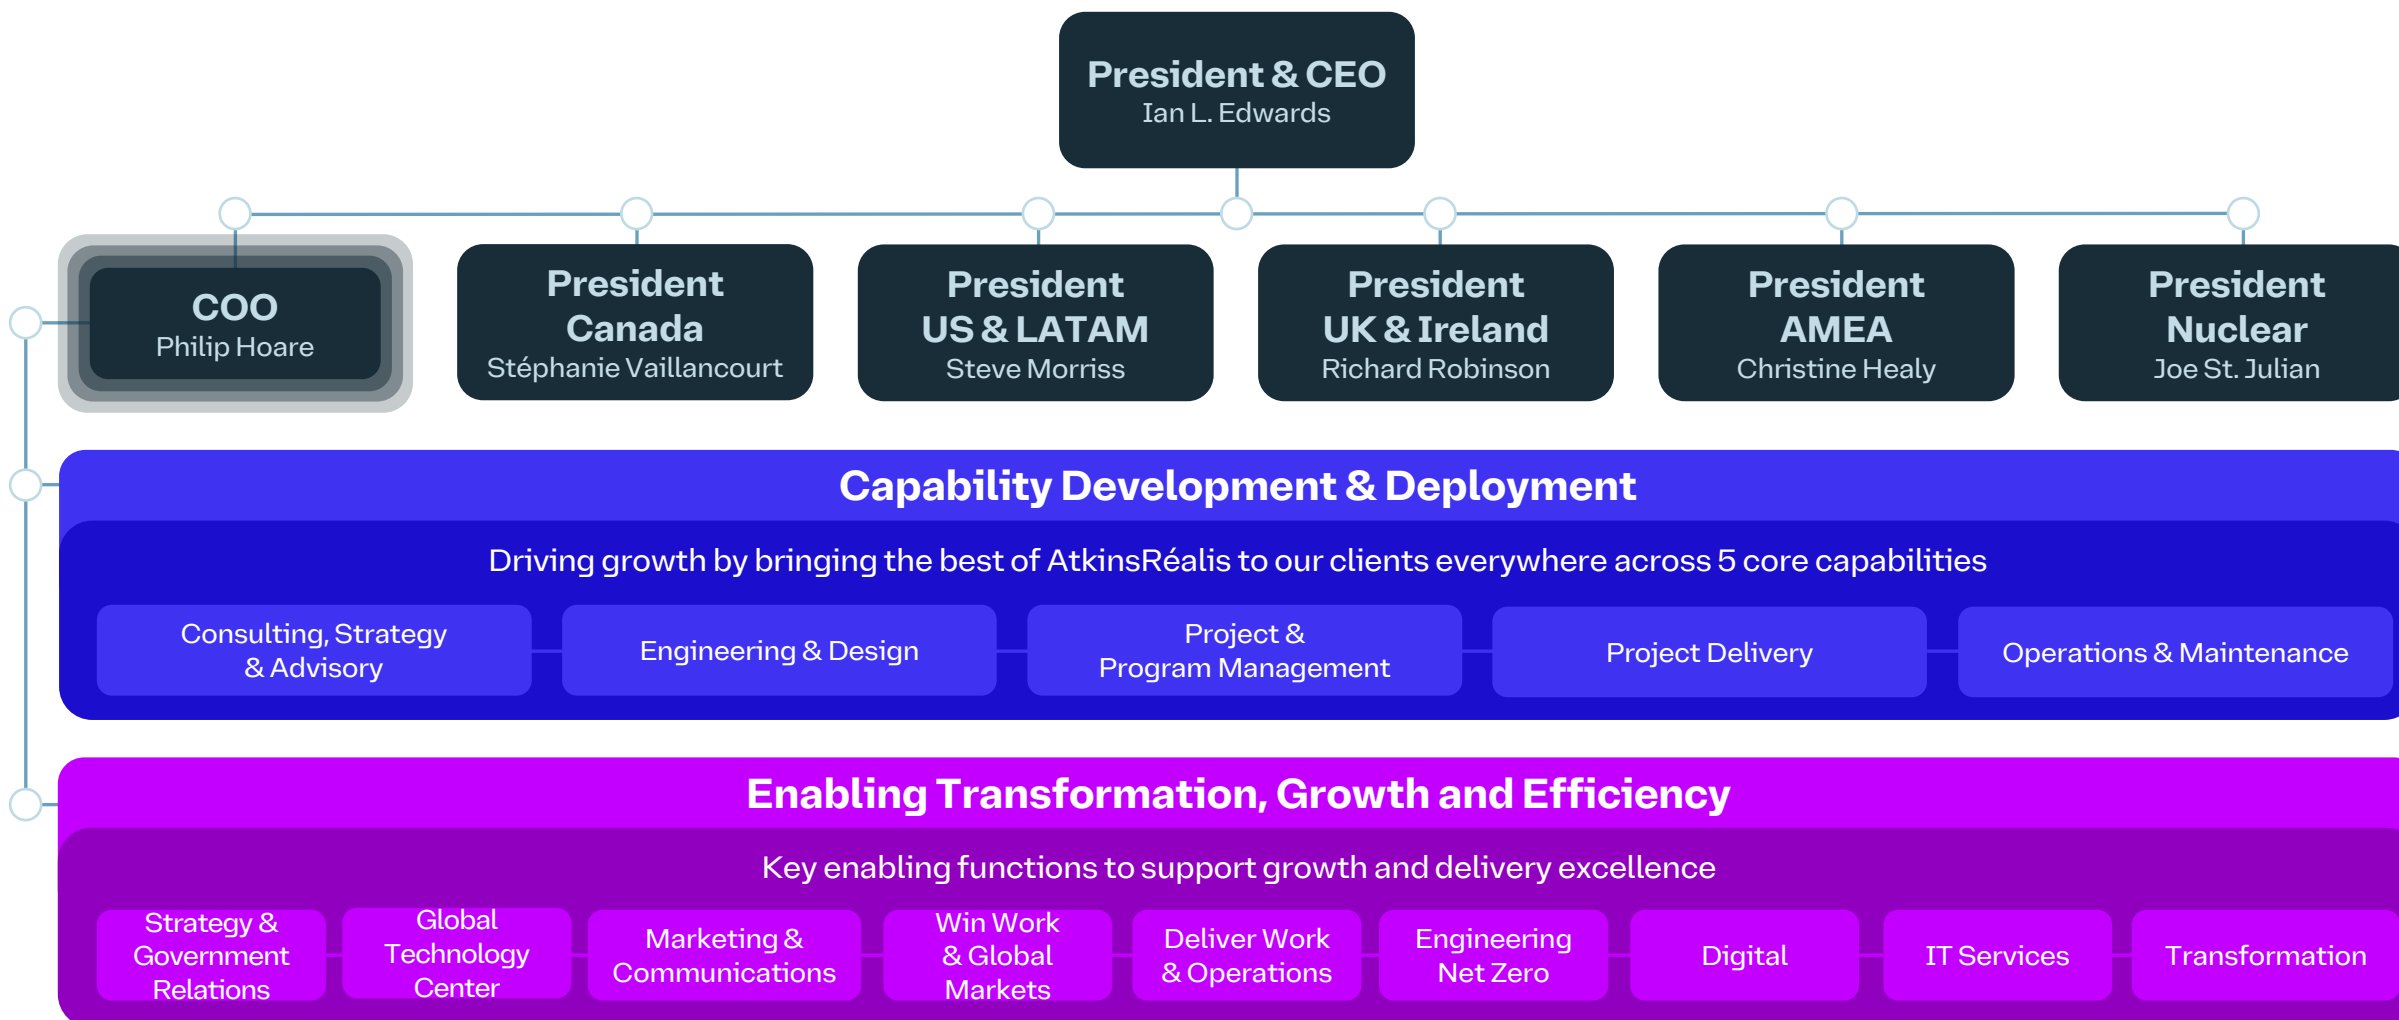 President & CEO
Ian L. Edwards
COO
Philip Hoare
President
Canada
Stéphanie Vaillancourt
President
US & LATAM
Steve Morriss
President
UK & Ireland
Richard Robinson
President
AMEA
Christine Healy
President
Nuclear
Joe St. Julian
Capability Development & Deployment
Driving growth by bringing the best of AtkinsRéalis to our clients everywhere across 5 core capabilities
Consulting, Strategy
& Advisory
Engineering & Design
Project &
Program Management
Project Delivery
Operations & Maintenance
Enabling Transformation, Growth and Efficiency
Key enabling functions to support growth and delivery excellence
Strategy &
Government
Relations
Global
Technology
Center
Marketing &
Communications
Win Work
& Global
Markets
Deliver Work
& Operations
Engineering
Net Zero
Digital
IT Services
Transformation